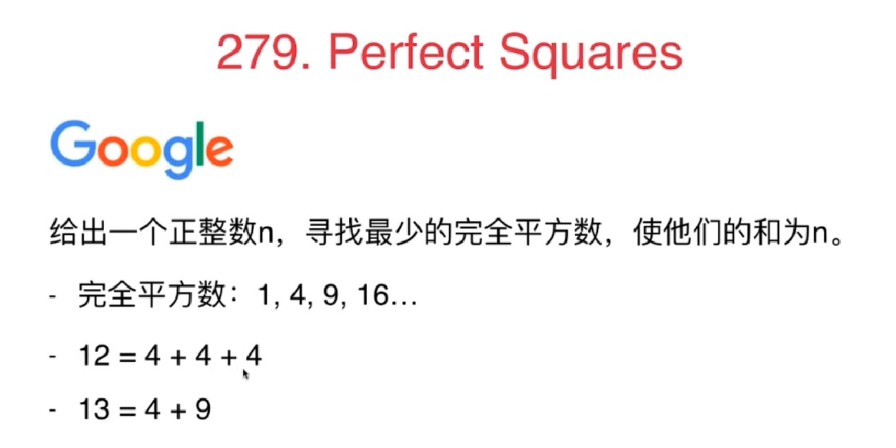 279. Perfect Squares
Google
给出一个正整数n，寻找最少的完全平方数，使他们的和为n。
- 完全平方数：1, 4, 9, 16…
- 12 = 4 + 4 + 4
- 13 = 4 + 9